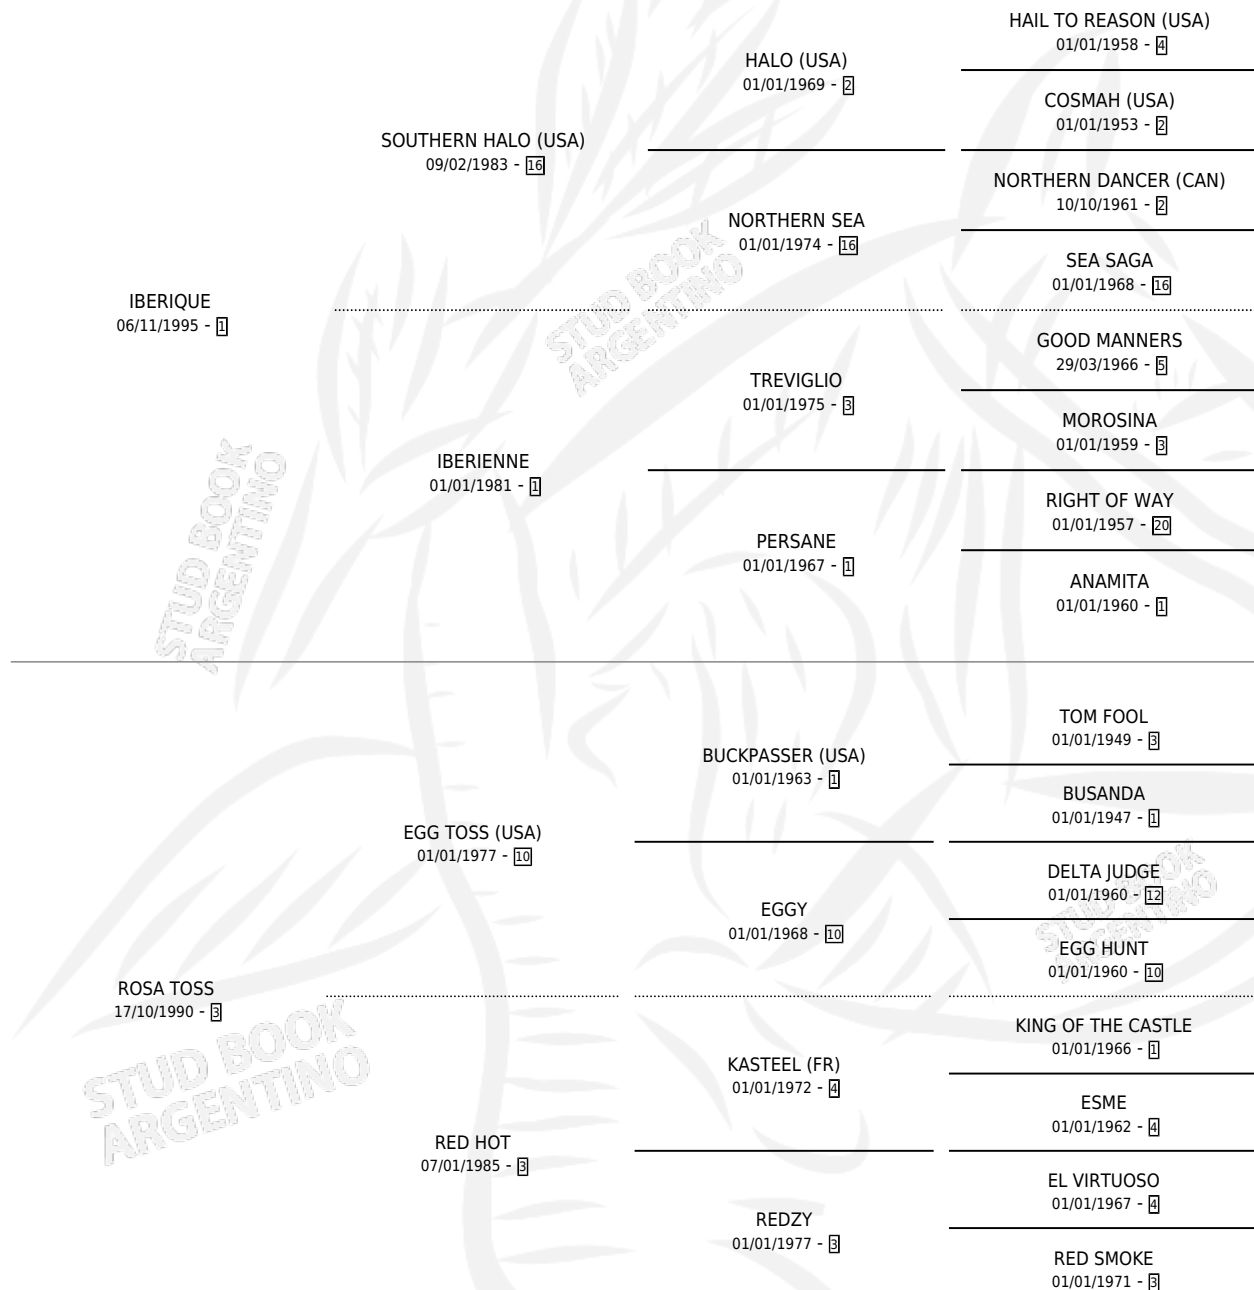 HAIL TO REASON (USA)
01/01/1958 - 4
HALO (USA)
01/01/1969 - 2
COSMAH (USA)
01/01/1953 - 2
SOUTHERN HALO (USA)
09/02/1983 - 16
NORTHERN DANCER (CAN)
10/10/1961 - 2
NORTHERN SEA
01/01/1974 - 16
SEA SAGA
01/01/1968 - 16
IBERIQUE
06/11/1995 - 1
STUD BOOK
ARGENTINO
GOOD MANNERS
29/03/1966 - 5
TREVIGLIO
01/01/1975 - 3
MOROSINA
01/01/1959 - 3
IBERIENNE
01/01/1981 - 1
RIGHT OF WAY
01/01/1957 - 20
PERSANE
01/01/1967 - 1
ANAMITA
01/01/1960 - 1
STUD BOOK
ARGENTINO
TOM FOOL
01/01/1949 - 3
BUCKPASSER (USA)
01/01/1963 - 1
BUSANDA
01/01/1947 - 1
EGG TOSS (USA)
01/01/1977 - 10
DELTA JUDGE
01/01/1960 - 12
EGGY
01/01/1968 - 10
EGG HUNT
01/01/1960 - 10
STUD BOOK
ARGENTINO
ROSA TOSS
17/10/1990 - 3
KING OF THE CASTLE
01/01/1966 - 1
KASTEEL (FR)
01/01/1972 - 4
ESME
01/01/1962 - 4
STUD BOOK
ARGENTINO
RED HOT
07/01/1985 - 3
EL VIRTUOSO
01/01/1967 - 4
REDZY
01/01/1977 - 3
RED SMOKE
01/01/1971 - 3